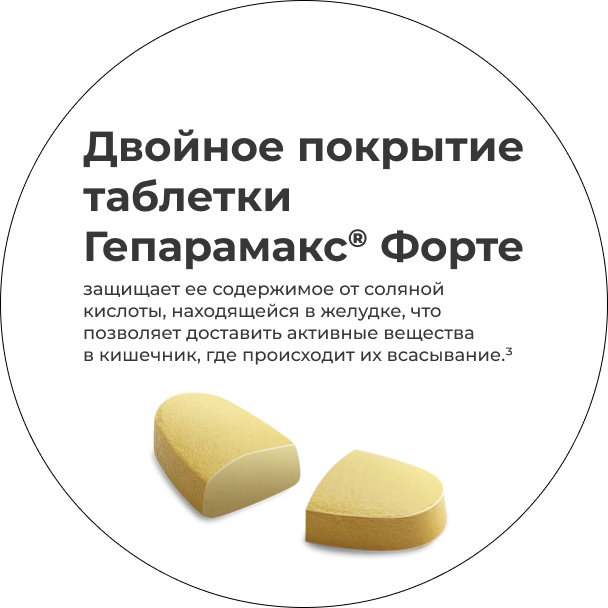 Двойное покрытие
таблетки
Гепарамакс® Форте
защищает ее содержимое от соляной
кислоты, находящейся в желудке, что
позволяет доставить активные вещества
в кишечник, где происходит их всасывание.³